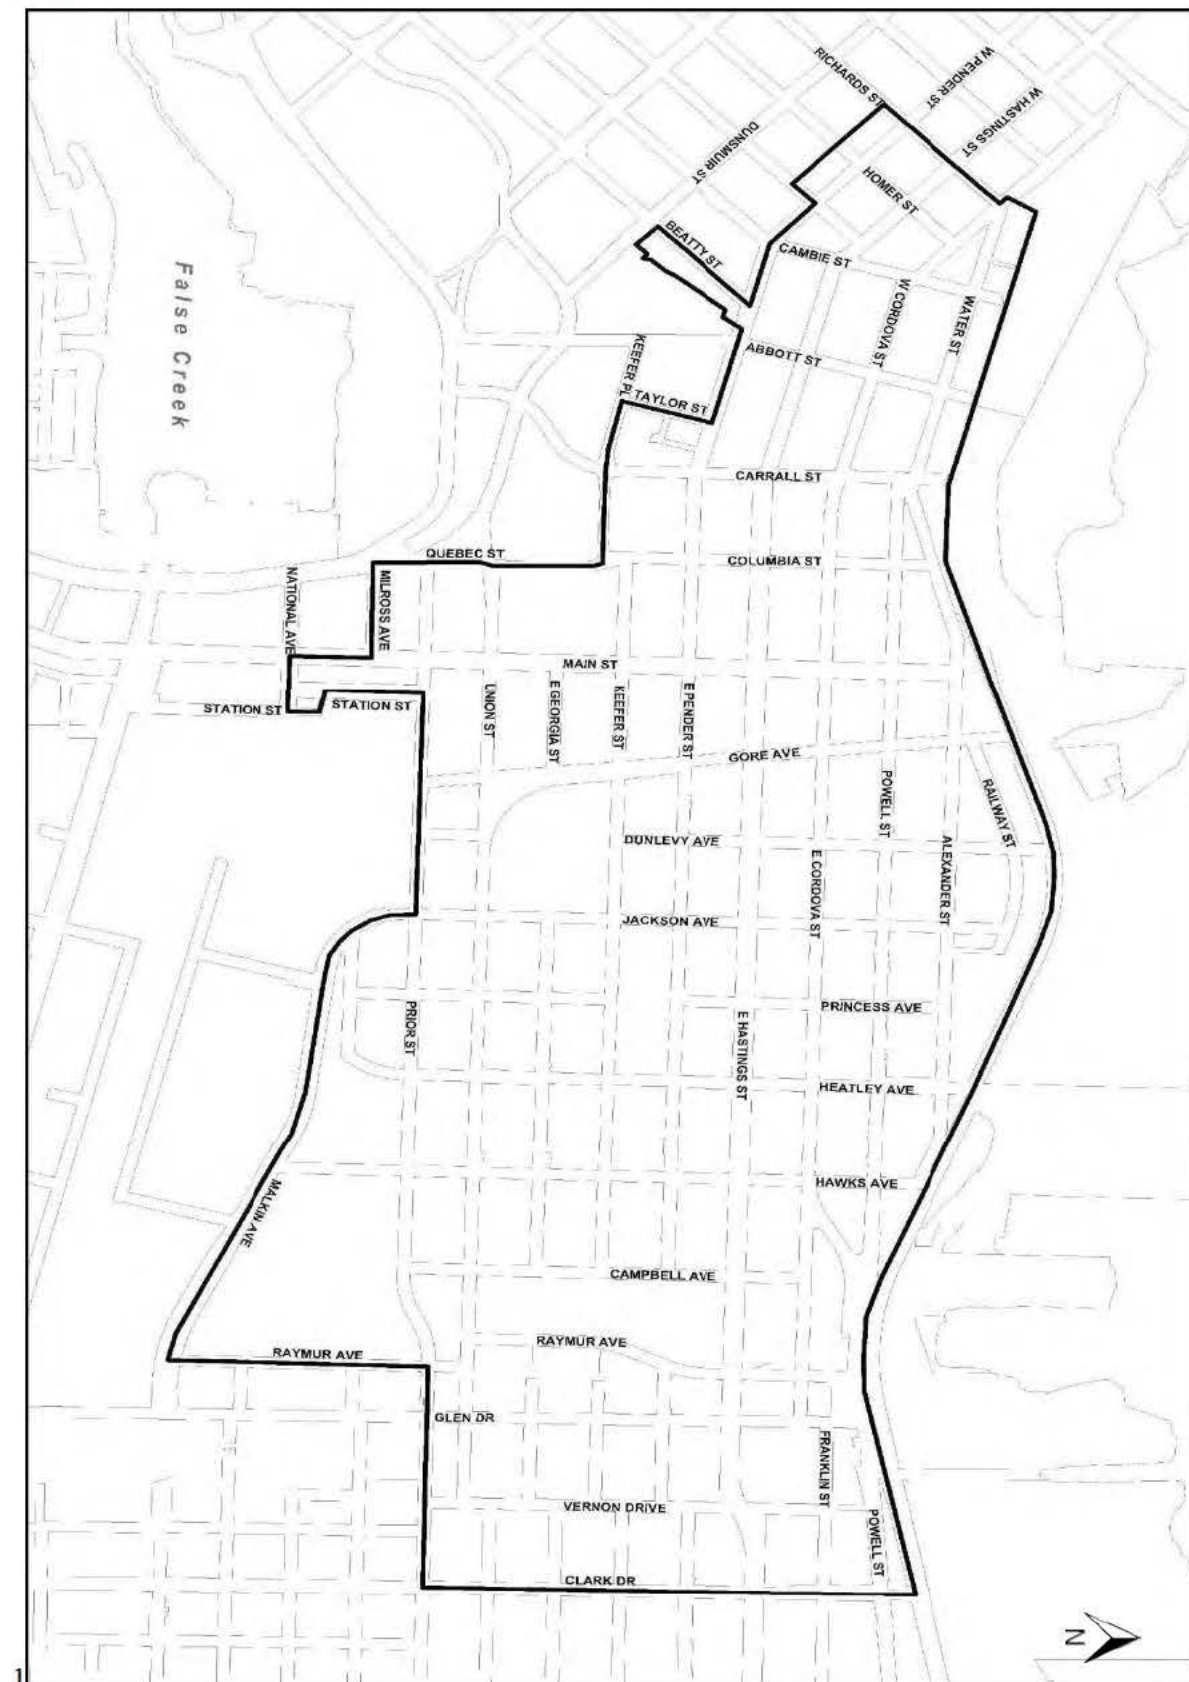 RICHARDS ST
W PENDER ST
W HASTINGS ST
DUNSMUIR ST
HOMER ST
BEATTY ST
CAMBIE ST
W CORDOVA ST
WATER ST
False Creek
KEEFER PL
ABBOTT ST
TAYLOR ST
CARRALL ST
QUEBEC ST
COLUMBIA ST
NATIONAL AVE
MILROSS AVE
MAIN ST
STATION ST
STATION ST
UNION ST
E GEORGIA ST
KEEFER ST
E PENDER ST
GORE AVE
POWELL ST
RAILWAY ST
DUNLEVY AVE
E CORDOVA ST
ALEXANDER ST
JACKSON AVE
PRIOR ST
E HASTINGS ST
PRINCESS AVE
HEATLEY AVE
MALKIN AVE
HAWKS AVE
CAMPBELL AVE
RAYMUR AVE
RAYMUR AVE
GLEN DR
FRANKLIN ST
VERNON DRIVE
POWELL ST
CLARK DR
N
1